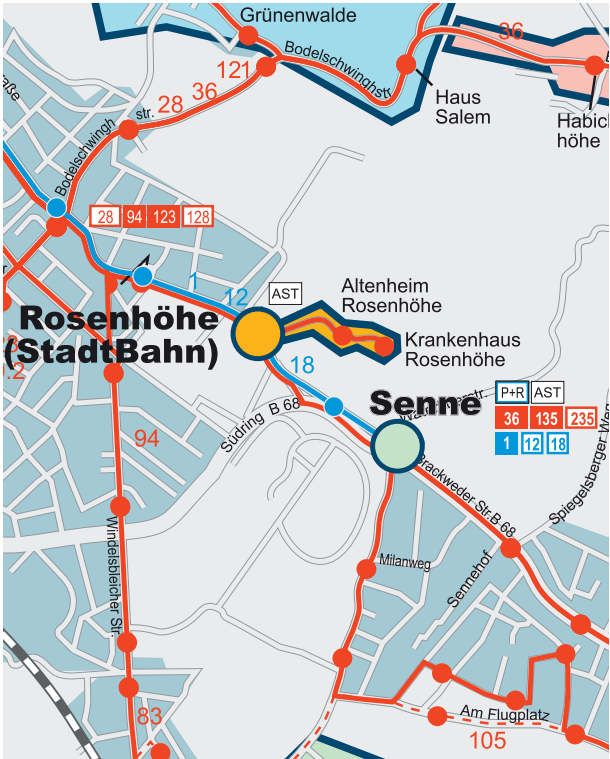 Grünenwalde
36
Bodelschwinghstr.
121
36
28
str.
Bodelschwingh
Haus
Salem
höhe
28 94 123 128
1
12
AST
Altenheim
Rosenhöhe
Rosenhöhe
(StadtBahn)
Krankenhaus
Rosenhöhe
18
Senne
P+R AST
36 135 235
1 12 18
94
Südring B 68
Brackweder Str.B 68
Spiegelsberger Weg
Windelsbleicher Str.
Milanweg
Sennehof
Am Flugplatz
105
83